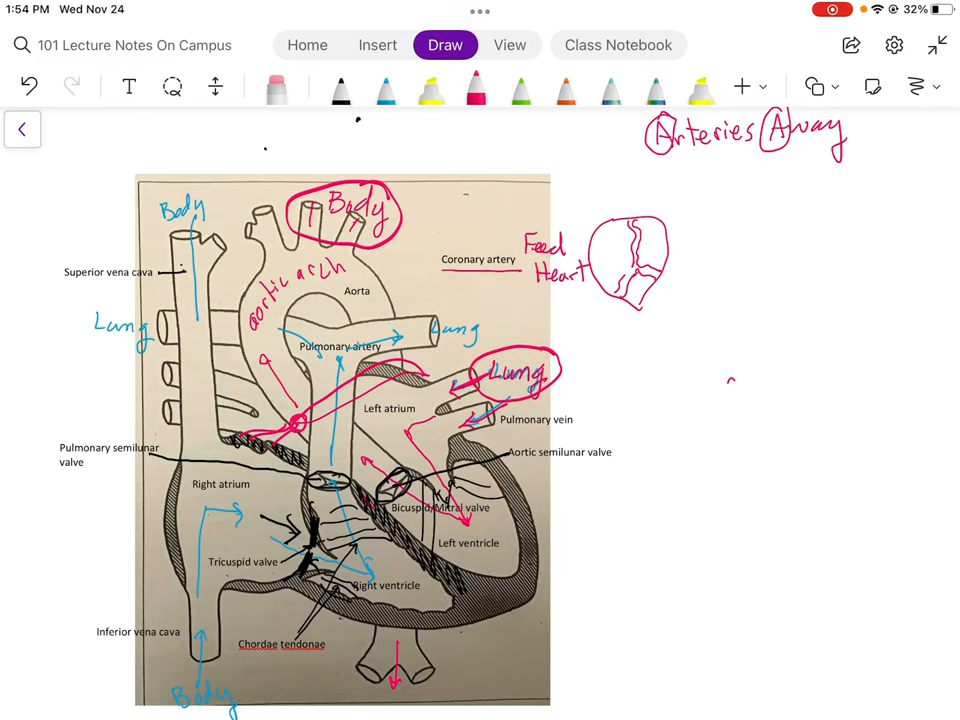 1:54 PM Wed Nov 24
32%
101 Lecture Notes On Campus
Home
Insert
Draw
View
Class Notebook
T
Arteries Away
Body
Body
Superior vena cava
Coronary artery
Feed
Heart
aortic arch
Aorta
Lung
Lung
Pulmonary artery
Lung
Left atrium
Pulmonary vein
Pulmonary semilunar
valve
Aortic semilunar valve
Right atrium
Bicuspid/Mitral valve
Left ventricle
Tricuspid valve
Right ventricle
Inferior vena cava
Chordae tendonae
Body